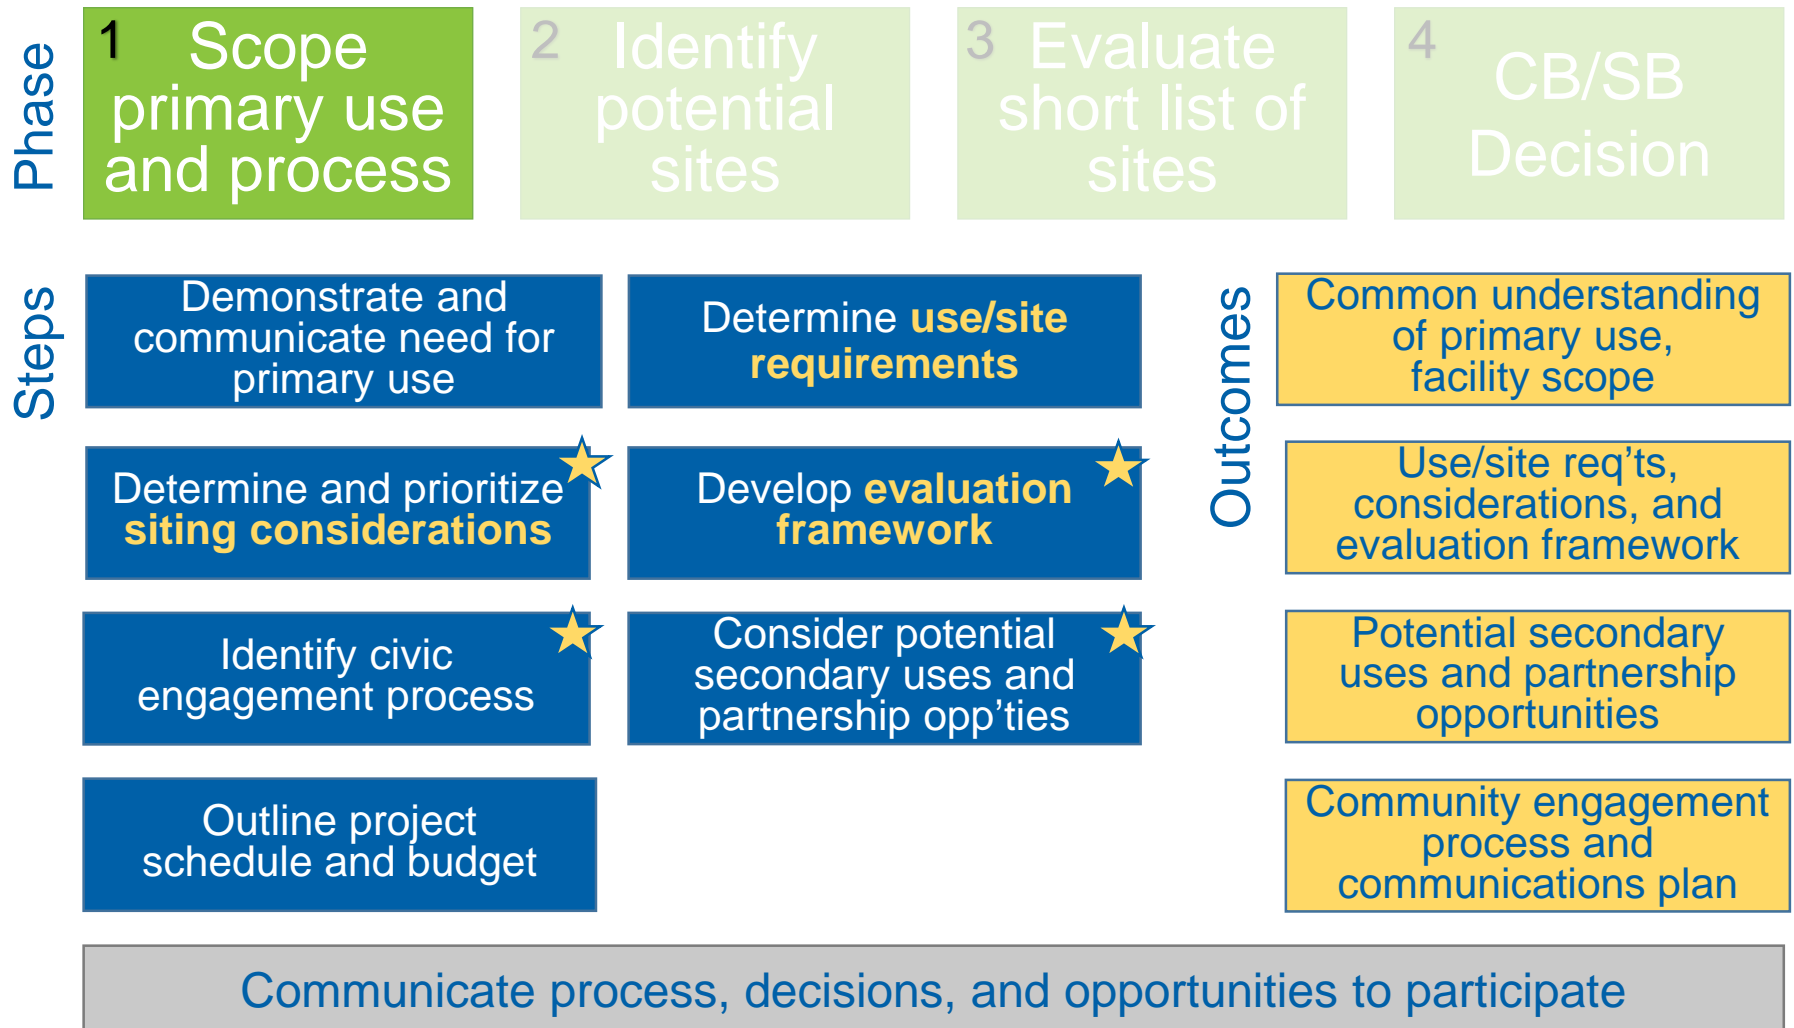 Phase
1
Scope
primary use
and process
2
Identify
potential
sites
3
Evaluate
short list of
sites
4
CB/SB
Decision
Steps
Demonstrate and
communicate need for
primary use
Determine use/site
requirements
Determine and prioritize
siting considerations
Develop evaluation
framework
Identify civic
engagement process
Consider potential
secondary uses and
partnership opp’ties
Outline project
schedule and budget
Outcomes
Common understanding
of primary use,
facility scope
Use/site req’ts,
considerations, and
evaluation framework
Potential secondary
uses and partnership
opportunities
Community engagement
process and
communications plan
Communicate process, decisions, and opportunities to participate